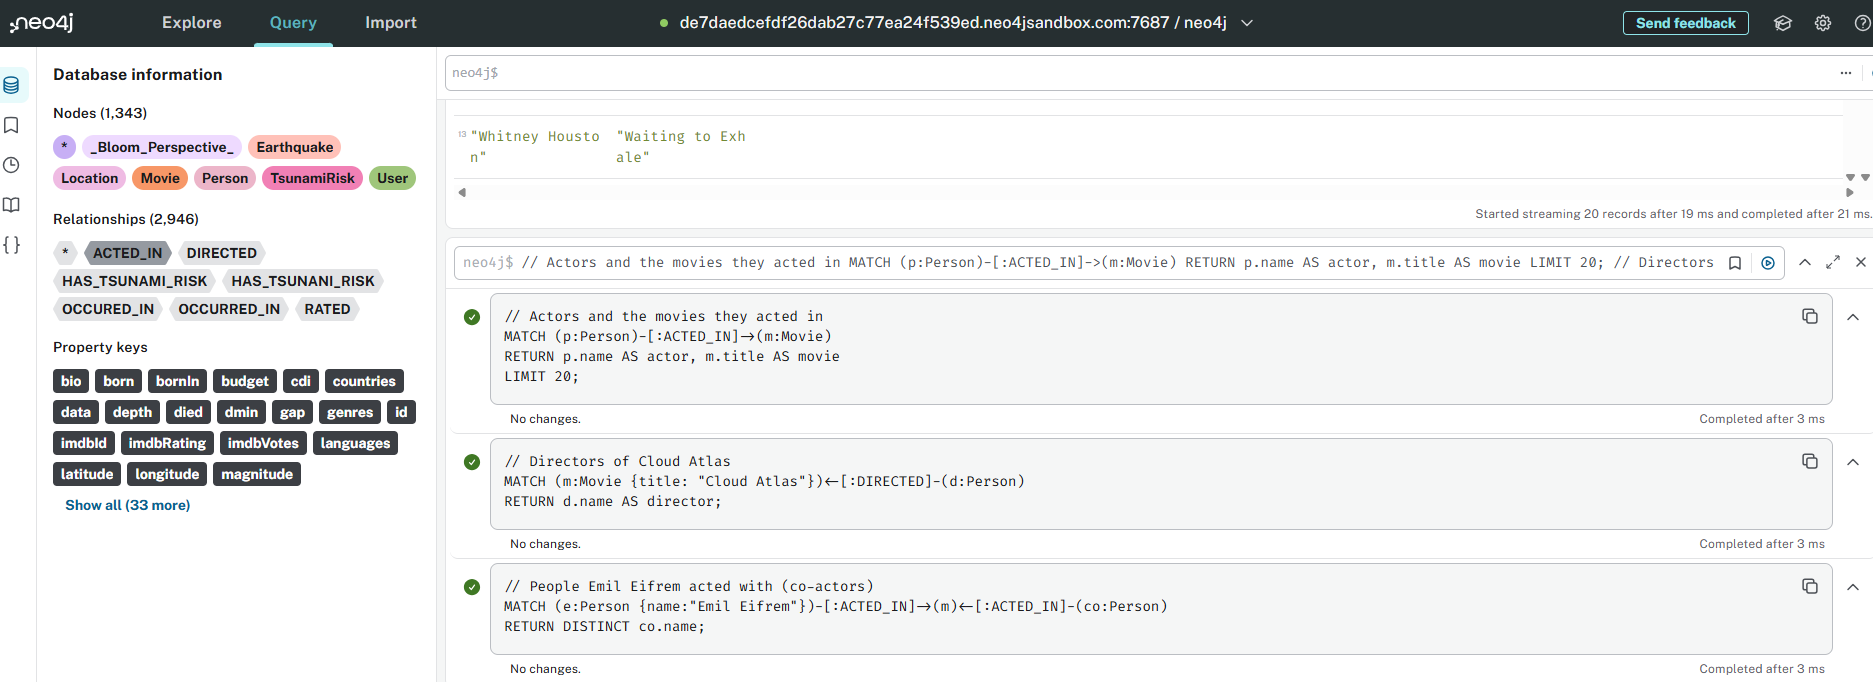 neo4j
Explore
Query
Import
de7daedcefdf26dab27c77ea24f539ed.neo4jsandbox.com:7687 / neo4j
Send feedback
Database information
Nodes (1,343)
* _Bloom_Perspective_ Earthquake
Location Movie Person TsunamiRisk User
Relationships (2,946)
* ACTED_IN DIRECTED
HAS_TSUNAMI_RISK HAS_TSUNANI_RISK
OCCURED_IN OCCURRED_IN RATED
Property keys
bio born bornIn budget cdi countries
data depth died dmin gap genres id
imdbId imdbRating imdbVotes languages
latitude longitude magnitude
Show all (33 more)
neo4j$
13 "Whitney Housto "Waiting to Exh
n" ale"
Started streaming 20 records after 19 ms and completed after 21 ms.
neo4j$ // Actors and the movies they acted in MATCH (p:Person)-[:ACTED_IN]->(m:Movie) RETURN p.name AS actor, m.title AS movie LIMIT 20; // Directors
// Actors and the movies they acted in
MATCH (p:Person)-[:ACTED_IN]->(m:Movie)
RETURN p.name AS actor, m.title AS movie
LIMIT 20;
No changes.
Completed after 3 ms
// Directors of Cloud Atlas
MATCH (m:Movie {title: "Cloud Atlas"})<-[:DIRECTED]-(d:Person)
RETURN d.name AS director;
No changes.
Completed after 3 ms
// People Emil Eifrem acted with (co-actors)
MATCH (e:Person {name:"Emil Eifrem"})-[:ACTED_IN]->(m)<-[:ACTED_IN]-(co:Person)
RETURN DISTINCT co.name;
No changes.
Completed after 3 ms